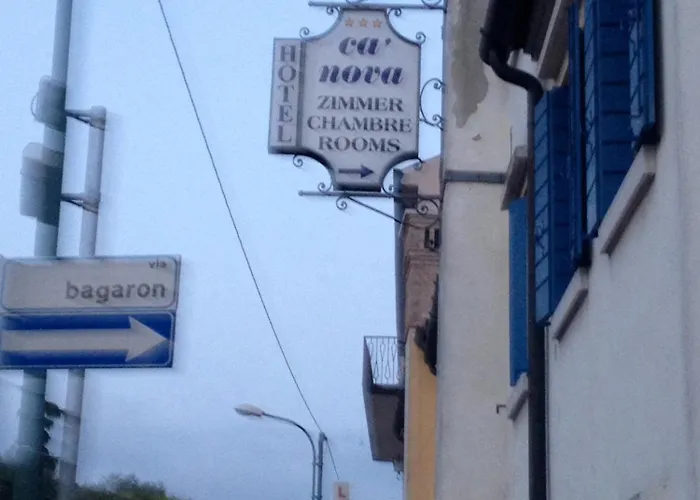 HOTEL
ca'
nova
ZIMMER
CHAMBRE
ROOMS
via
bagaron
L